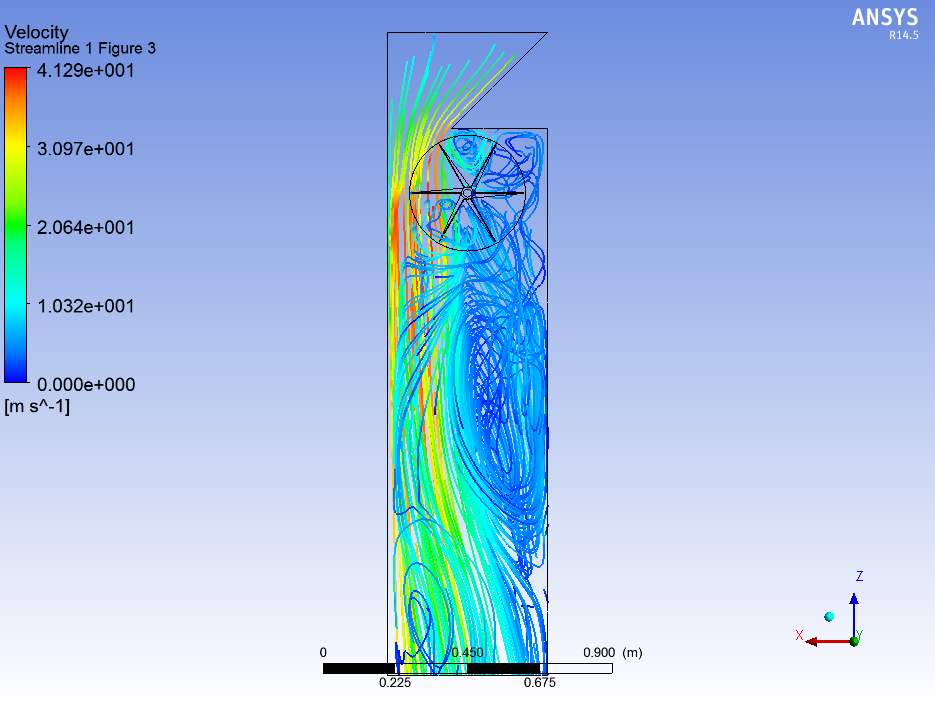 ANSYS
R14.5
Velocity
Streamline 1 Figure 3
4.129e+001
3.097e+001
2.064e+001
1.032e+001
0.000e+000
[m s^-1]
Z
X
Y
0
0.450
0.900 (m)
0.225
0.675